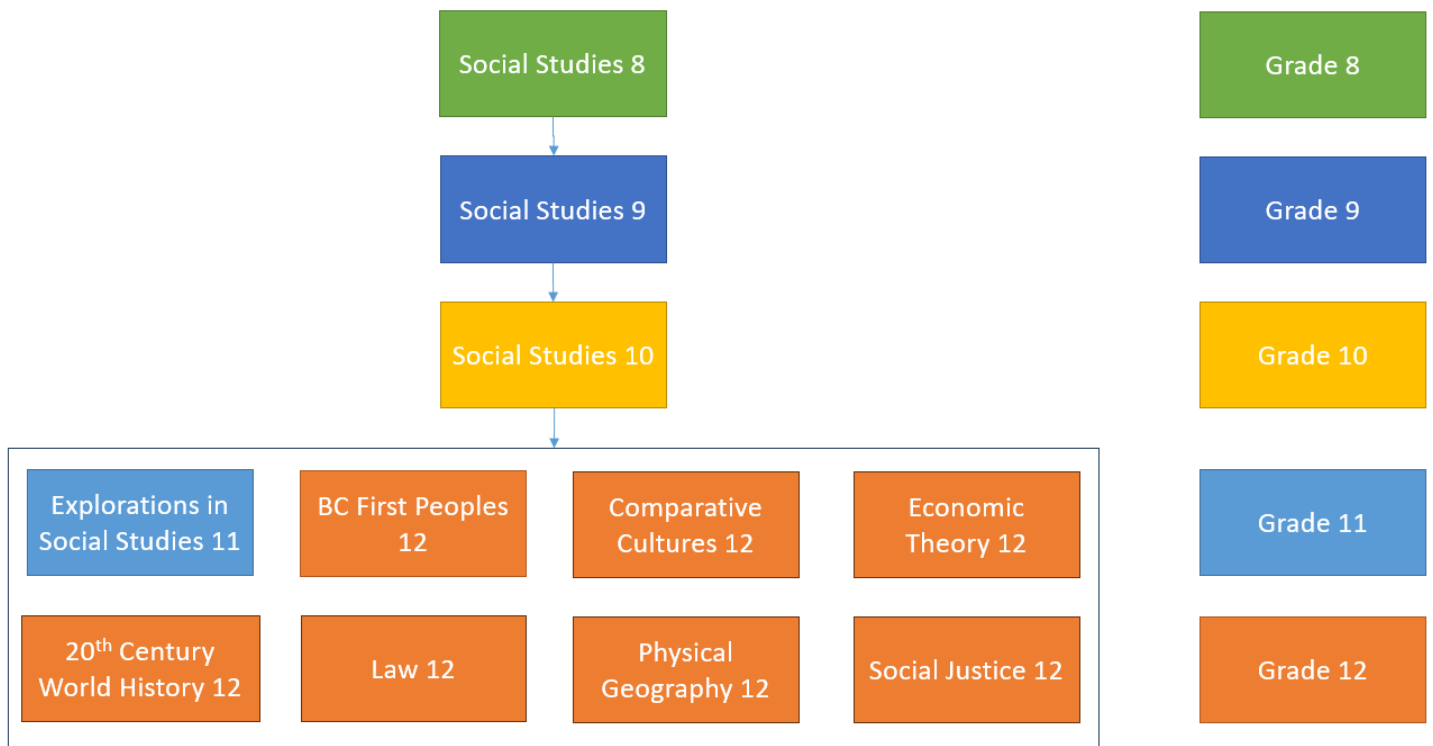 Social Studies 8
Grade 8
Social Studies 9
Grade 9
Social Studies 10
Grade 10
Explorations in
Social Studies 11
BC First Peoples
12
Comparative
Cultures 12
Economic
Theory 12
Grade 11
20th Century
World History 12
Law 12
Physical
Geography 12
Social Justice 12
Grade 12